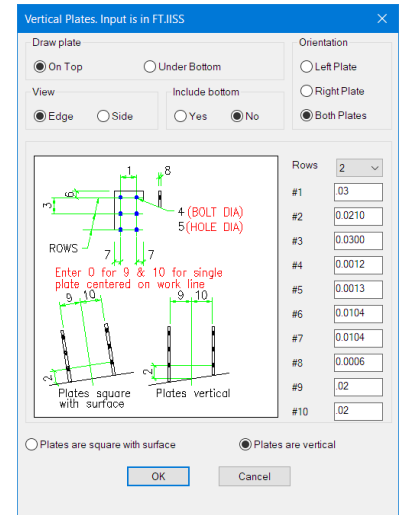 Vertical Plates. Input is in FT.IISS
Draw plate
On Top
Under Bottom
Orientation
Left Plate
Right Plate
Both Plates
View
Edge
Side
Include bottom
Yes
No
1
8
6
3
4 (BOLT DIA)
5 (HOLE DIA)
ROWS
7
7
Enter 0 for 9 & 10 for single
plate centered on work line
9
10
9
10
2
2
Plates square
with surface
Plates vertical
Rows
2
#1
.03
#2
0.0210
#3
0.0300
#4
0.0012
#5
0.0013
#6
0.0104
#7
0.0104
#8
0.0006
#9
.02
#10
.02
Plates are square with surface
Plates are vertical
OK
Cancel